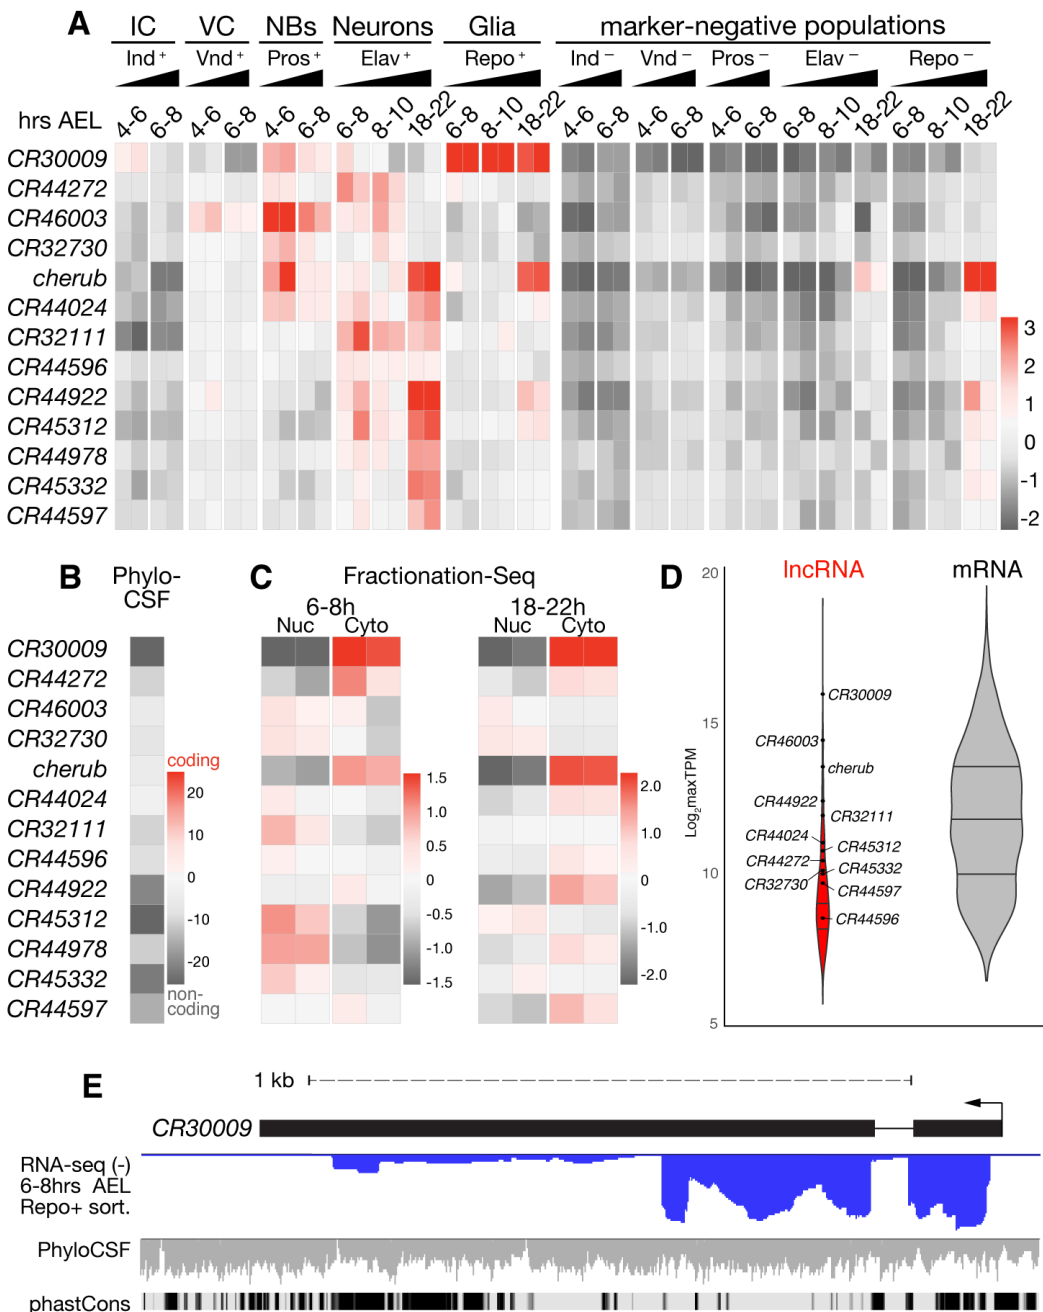 A
IC VC NBs Neurons Glia marker-negative populations
Ind + Vnd + Pros + Elav + Repo + Ind − Vnd − Pros − Elav − Repo −
hrs AEL 4-6 6-8 4-6 6-8 4-6 6-8 6-8 8-10 18-22 6-8 8-10 18-22 4-6 6-8 4-6 6-8 4-6 6-8 6-8 8-10 18-22 6-8 8-10 18-22
CR30009
CR44272
CR46003
CR32730
cherub
CR44024
CR32111
CR44596
CR44922
CR45312
CR44978
CR45332
CR44597
3
2
1
0
-1
-2
B
Phylo-
CSF
CR30009
CR44272
CR46003
CR32730
cherub
CR44024
CR32111
CR44596
CR44922
CR45312
CR44978
CR45332
CR44597
coding
20
10
0
-10
-20
non-
coding
C
Fractionation-Seq
6-8h 18-22h
Nuc Cyto Nuc Cyto
1.5
1.0
0.5
0
-0.5
-1.0
-1.5
2.0
1.0
0
-1.0
-2.0
D
lncRNA mRNA
20
15
10
5
Log2maxTPM
CR30009
CR46003
cherub
CR44922
CR32111
CR44024
CR45312
CR44272
CR45332
CR32730
CR44597
CR44596
E
1 kb
CR30009
RNA-seq (-)
6-8hrs AEL
Repo+ sort.
PhyloCSF
phastCons